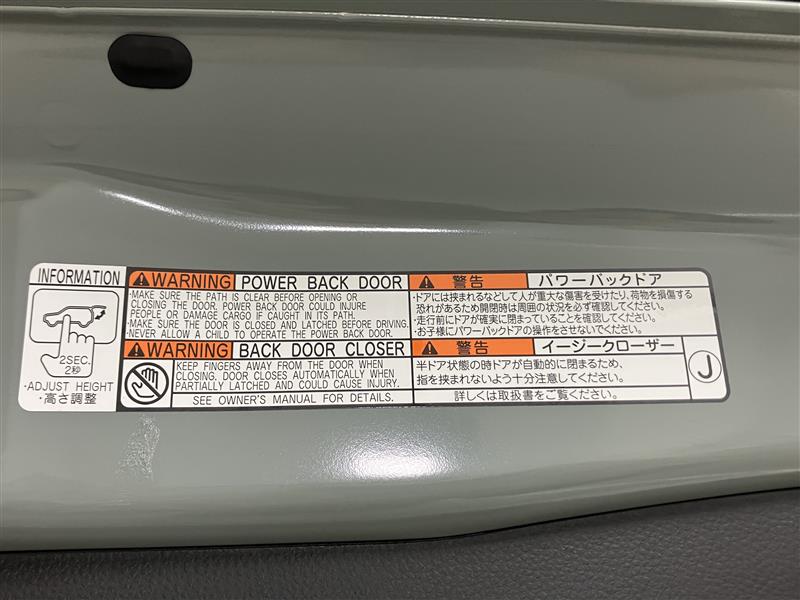 INFORMATION
2SEC.
2秒
・ADJUST HEIGHT
・高さ調整
WARNING POWER BACK DOOR
・MAKE SURE THE PATH IS CLEAR BEFORE OPENING OR
CLOSING THE DOOR. POWER BACK DOOR COULD INJURE
PEOPLE OR DAMAGE CARGO IF CAUGHT IN ITS PATH.
・MAKE SURE THE DOOR IS CLOSED AND LATCHED BEFORE DRIVING.
・NEVER ALLOW A CHILD TO OPERATE THE POWER BACK DOOR.
WARNING BACK DOOR CLOSER
KEEP FINGERS AWAY FROM THE DOOR WHEN
CLOSING. DOOR CLOSES AUTOMATICALLY WHEN
PARTIALLY LATCHED AND COULD CAUSE INJURY.
SEE OWNER'S MANUAL FOR DETAILS.
警告 パワーバックドア
・ドアには挟まれるなどして人が重大な傷害を受けたり、荷物を損傷する
恐れがあるため開閉時は周囲の状況を必ず確認してください。
・走行前にドアが確実に閉まっていることを確認してください。
・お子様にパワーバックドアの操作をさせないでください。
警告 イージークローザー
半ドア状態の時ドアが自動的に閉まるため、
指を挟まれないよう十分注意してください。
詳しくは取扱書をご覧ください。
J